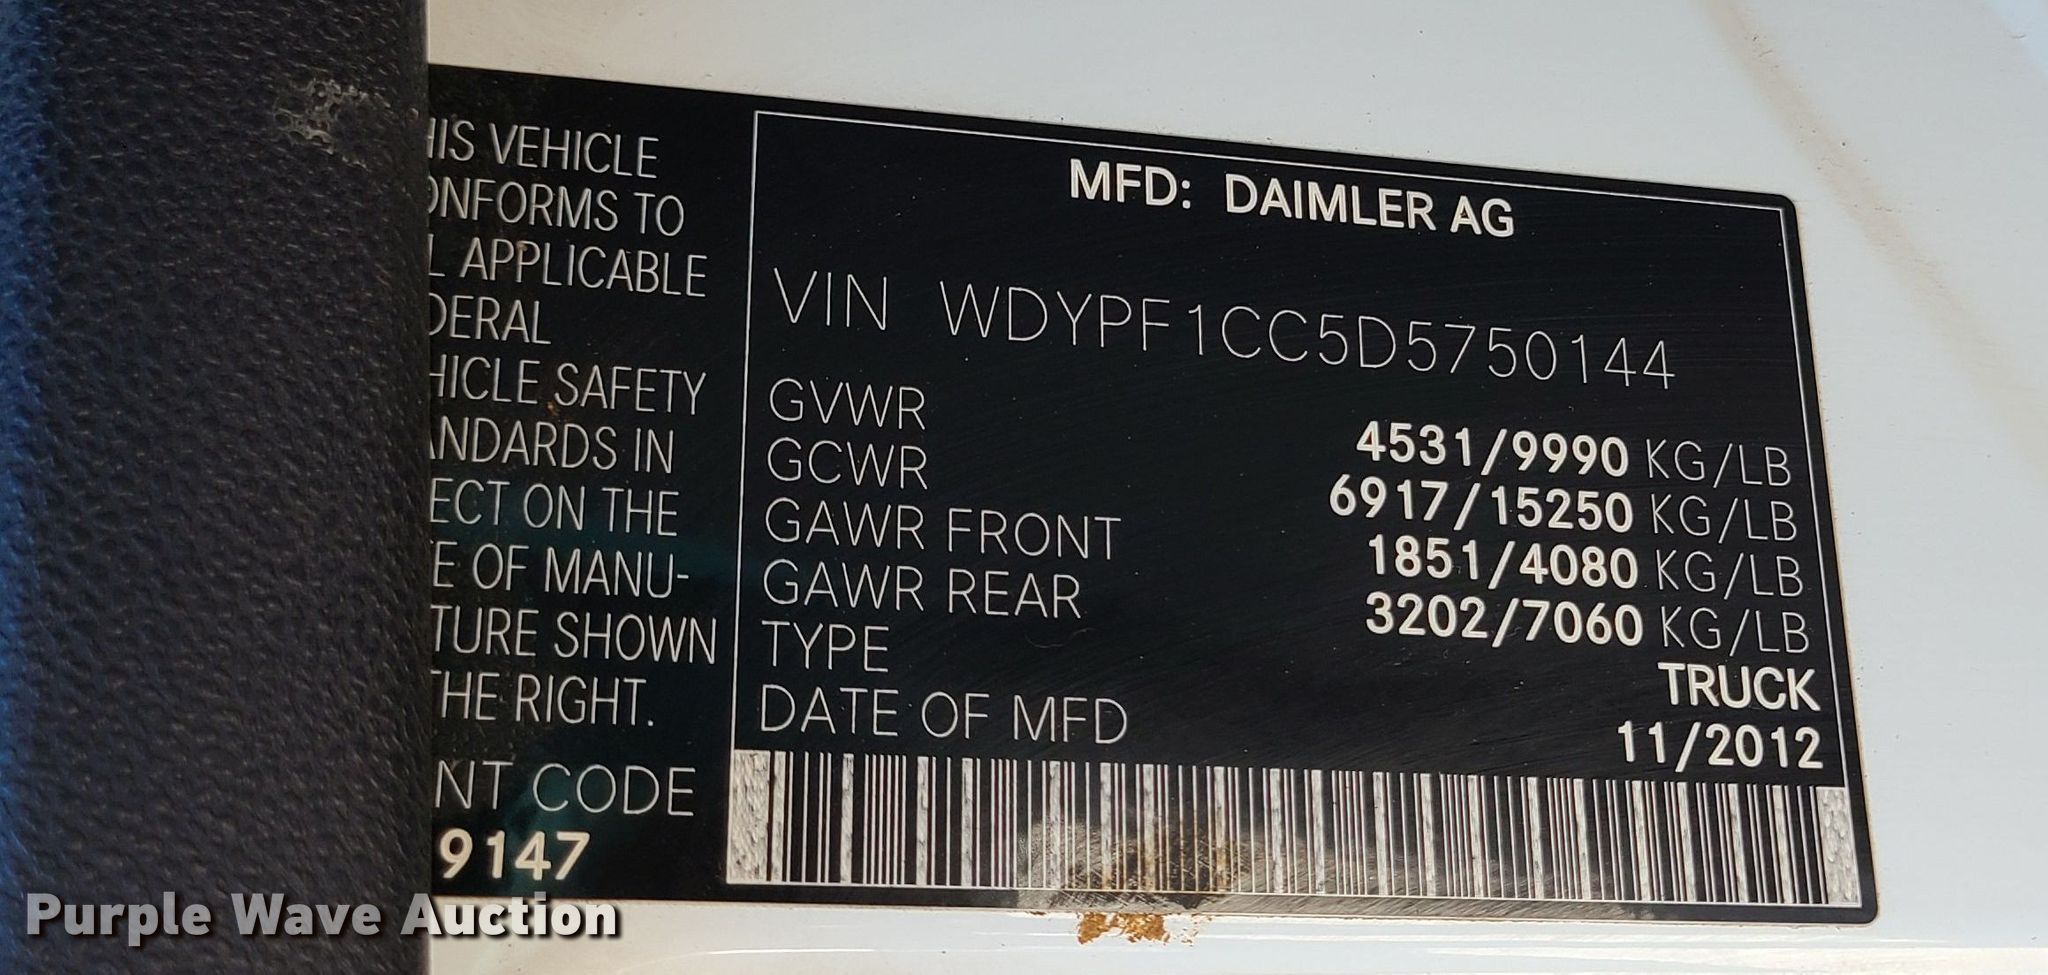 HIS VEHICLE
ONFORMS TO
L APPLICABLE
DERAL
HICLE SAFETY
ANDARDS IN
ECT ON THE
E OF MANU-
TURE SHOWN
THE RIGHT.
NT CODE
9147
MFD: DAIMLER AG
VIN WDYPF1CC5D5750144
GVWR 4531/9990 KG/LB
GCWR 6917/15250 KG/LB
GAWR FRONT 1851/4080 KG/LB
GAWR REAR 3202/7060 KG/LB
TYPE TRUCK
DATE OF MFD 11/2012
Purple Wave Auction